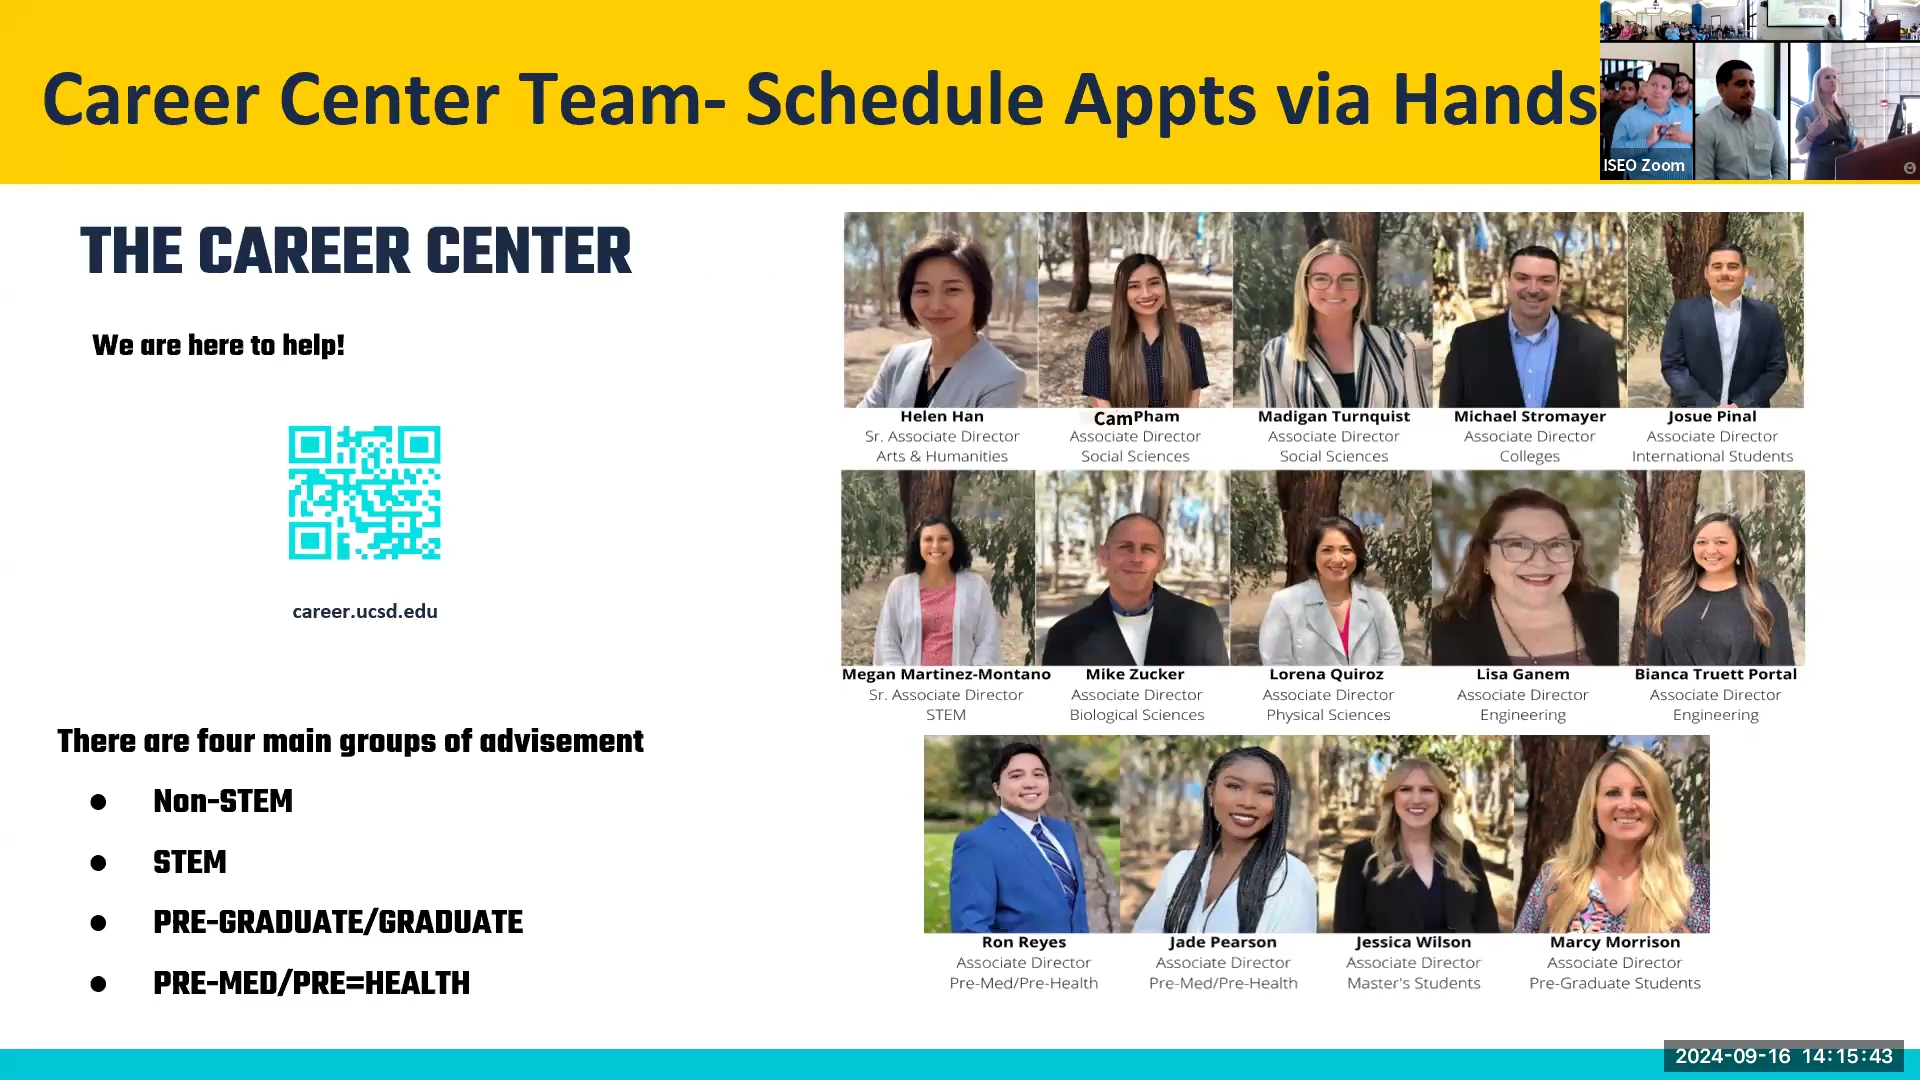 Career Center Team- Schedule Appts via Hands
ISEO Zoom
THE CAREER CENTER
We are here to help!
career.ucsd.edu
There are four main groups of advisement
● Non-STEM
● STEM
● PRE-GRADUATE/GRADUATE
● PRE-MED/PRE=HEALTH
Helen Han
Sr. Associate Director
Arts & Humanities
Cam Pham
Associate Director
Social Sciences
Madigan Turnquist
Associate Director
Social Sciences
Michael Stromayer
Associate Director
Colleges
Josue Pinal
Associate Director
International Students
Megan Martinez-Montano
Sr. Associate Director
STEM
Mike Zucker
Associate Director
Biological Sciences
Lorena Quiroz
Associate Director
Physical Sciences
Lisa Ganem
Associate Director
Engineering
Bianca Truett Portal
Associate Director
Engineering
Ron Reyes
Associate Director
Pre-Med/Pre-Health
Jade Pearson
Associate Director
Pre-Med/Pre-Health
Jessica Wilson
Associate Director
Master's Students
Marcy Morrison
Associate Director
Pre-Graduate Students
2024-09-16 14:15:43